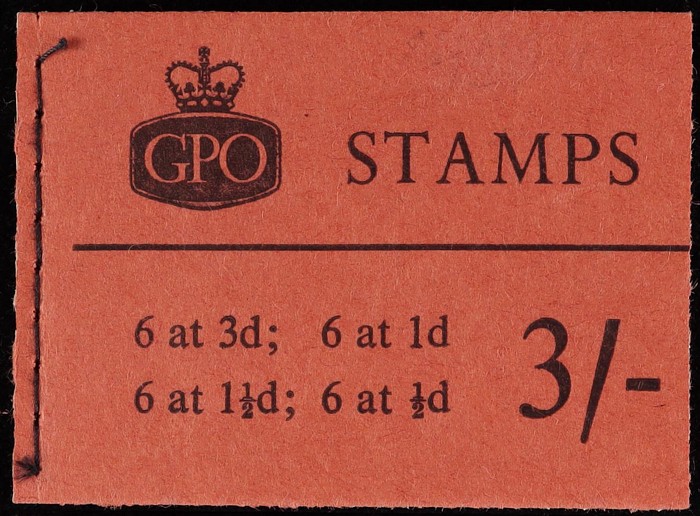 GPO STAMPS
6 at 3d; 6 at 1d
6 at 1½d; 6 at ½d
3/-